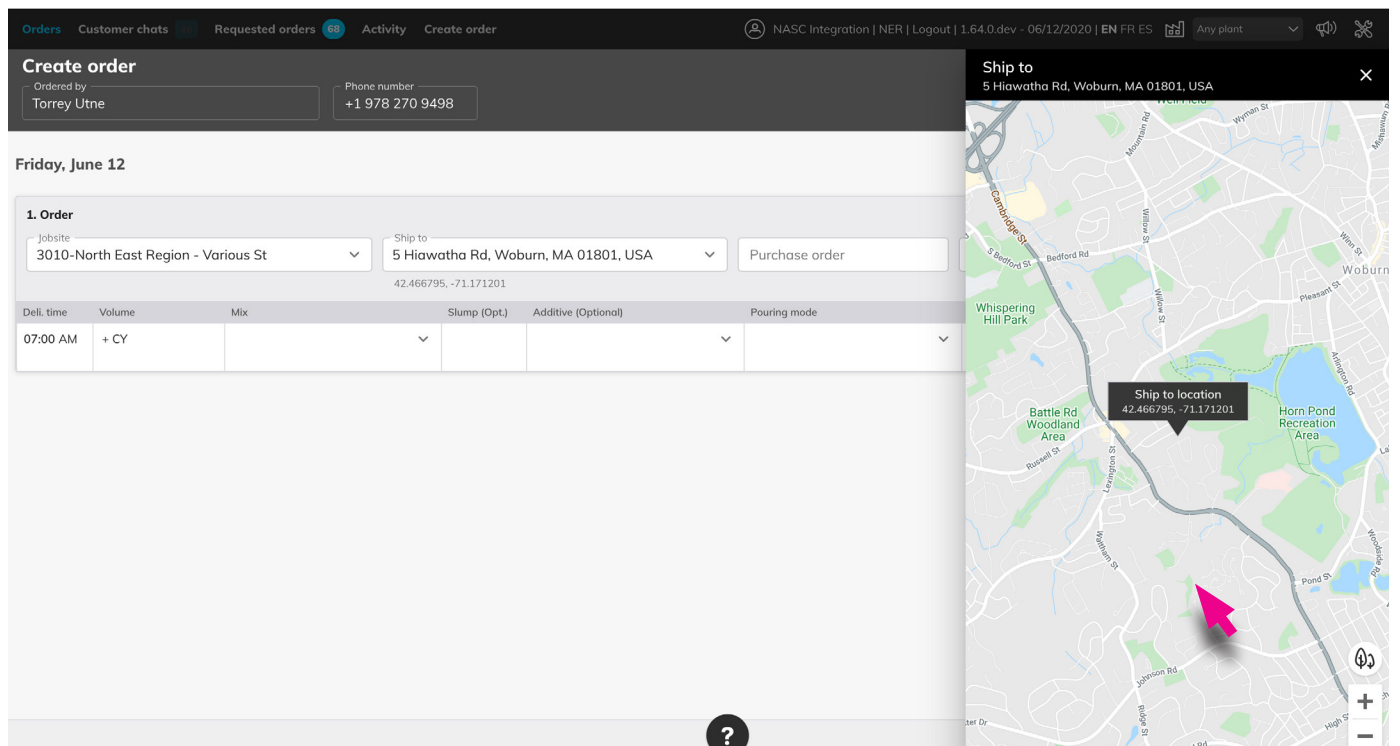 Orders Customer chats Requested orders 68 Activity Create order
NASC Integration | NER | Logout | 1.64.0.dev - 06/12/2020 | EN FR ES Any plant
Create order
Ordered by
Torrey Utne
Phone number
+1 978 270 9498
Friday, June 12
1. Order
Jobsite
3010-North East Region - Various St
Ship to
5 Hiawatha Rd, Woburn, MA 01801, USA
42.466795, -71.171201
Purchase order
Deli. time Volume Mix Slump (Opt.) Additive (Optional) Pouring mode
07:00 AM + CY
?
Ship to
5 Hiawatha Rd, Woburn, MA 01801, USA
Wyman St
Mountain Rd
Cambridge St
Willow St
S Bedford St
Bedford Rd
Winn St
Woburn
Pleasant St
Whispering
Hill Park
Willow St
Arlington Rd
Ship to location
42.466795, -71.171201
Battle Rd
Woodland
Area
Horn Pond
Recreation
Area
Russell St
Lexington St
Waltham St
Woodside Rd
Pond St
Johnson Rd
Ridge St
High St